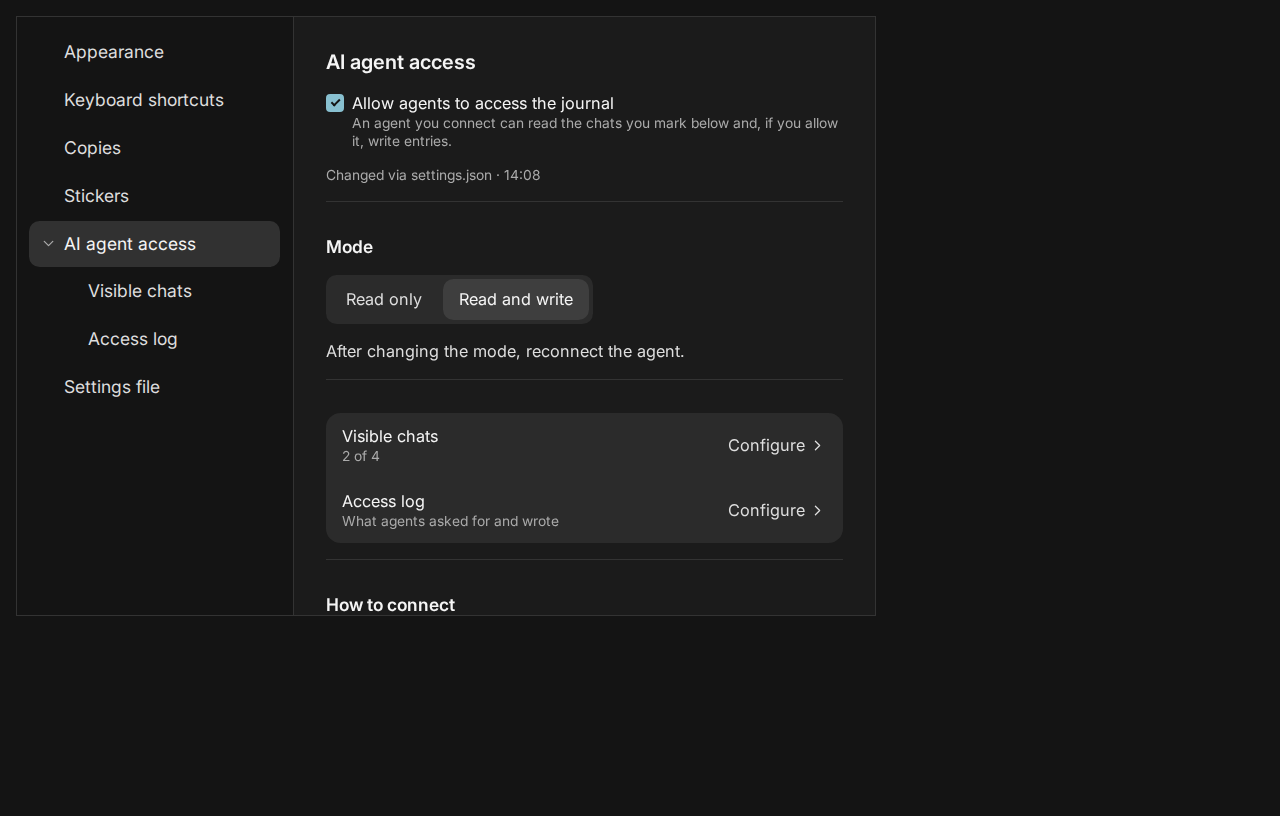 Appearance
Keyboard shortcuts
Copies
Stickers
AI agent access
Visible chats
Access log
Settings file
AI agent access
Allow agents to access the journal
An agent you connect can read the chats you mark below and, if you allow
it, write entries.
Changed via settings.json · 14:08
Mode
Read only
Read and write
After changing the mode, reconnect the agent.
Visible chats
2 of 4
Configure
Access log
What agents asked for and wrote
Configure
How to connect